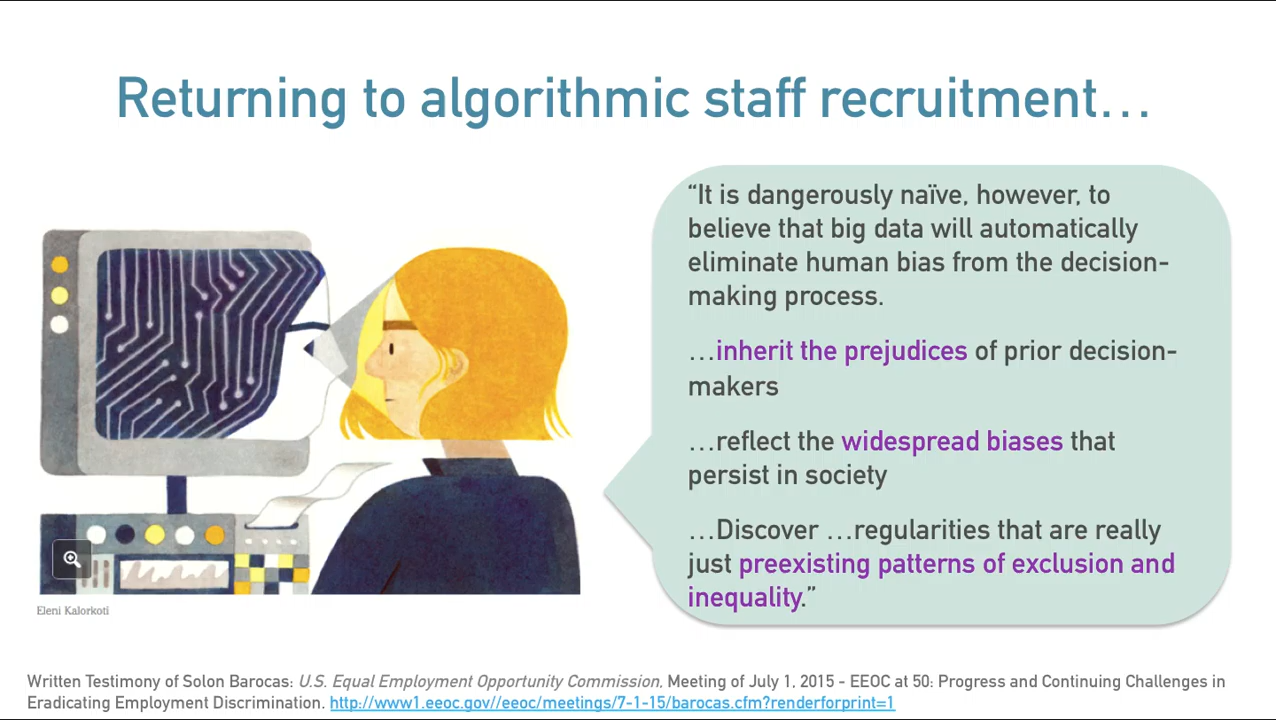 Returning to algorithmic staff recruitment...
“It is dangerously naïve, however, to
believe that big data will automatically
eliminate human bias from the decision-
making process.
...inherit the prejudices of prior decision-
makers
...reflect the widespread biases that
persist in society
...Discover ...regularities that are really
just preexisting patterns of exclusion and
inequality.”
Eleni Kalorkoti
Written Testimony of Solon Barocas: U.S. Equal Employment Opportunity Commission, Meeting of July 1, 2015 - EEOC at 50: Progress and Continuing Challenges in
Eradicating Employment Discrimination. http://www1.eeoc.gov//eeoc/meetings/7-1-15/barocas.cfm?renderforprint=1